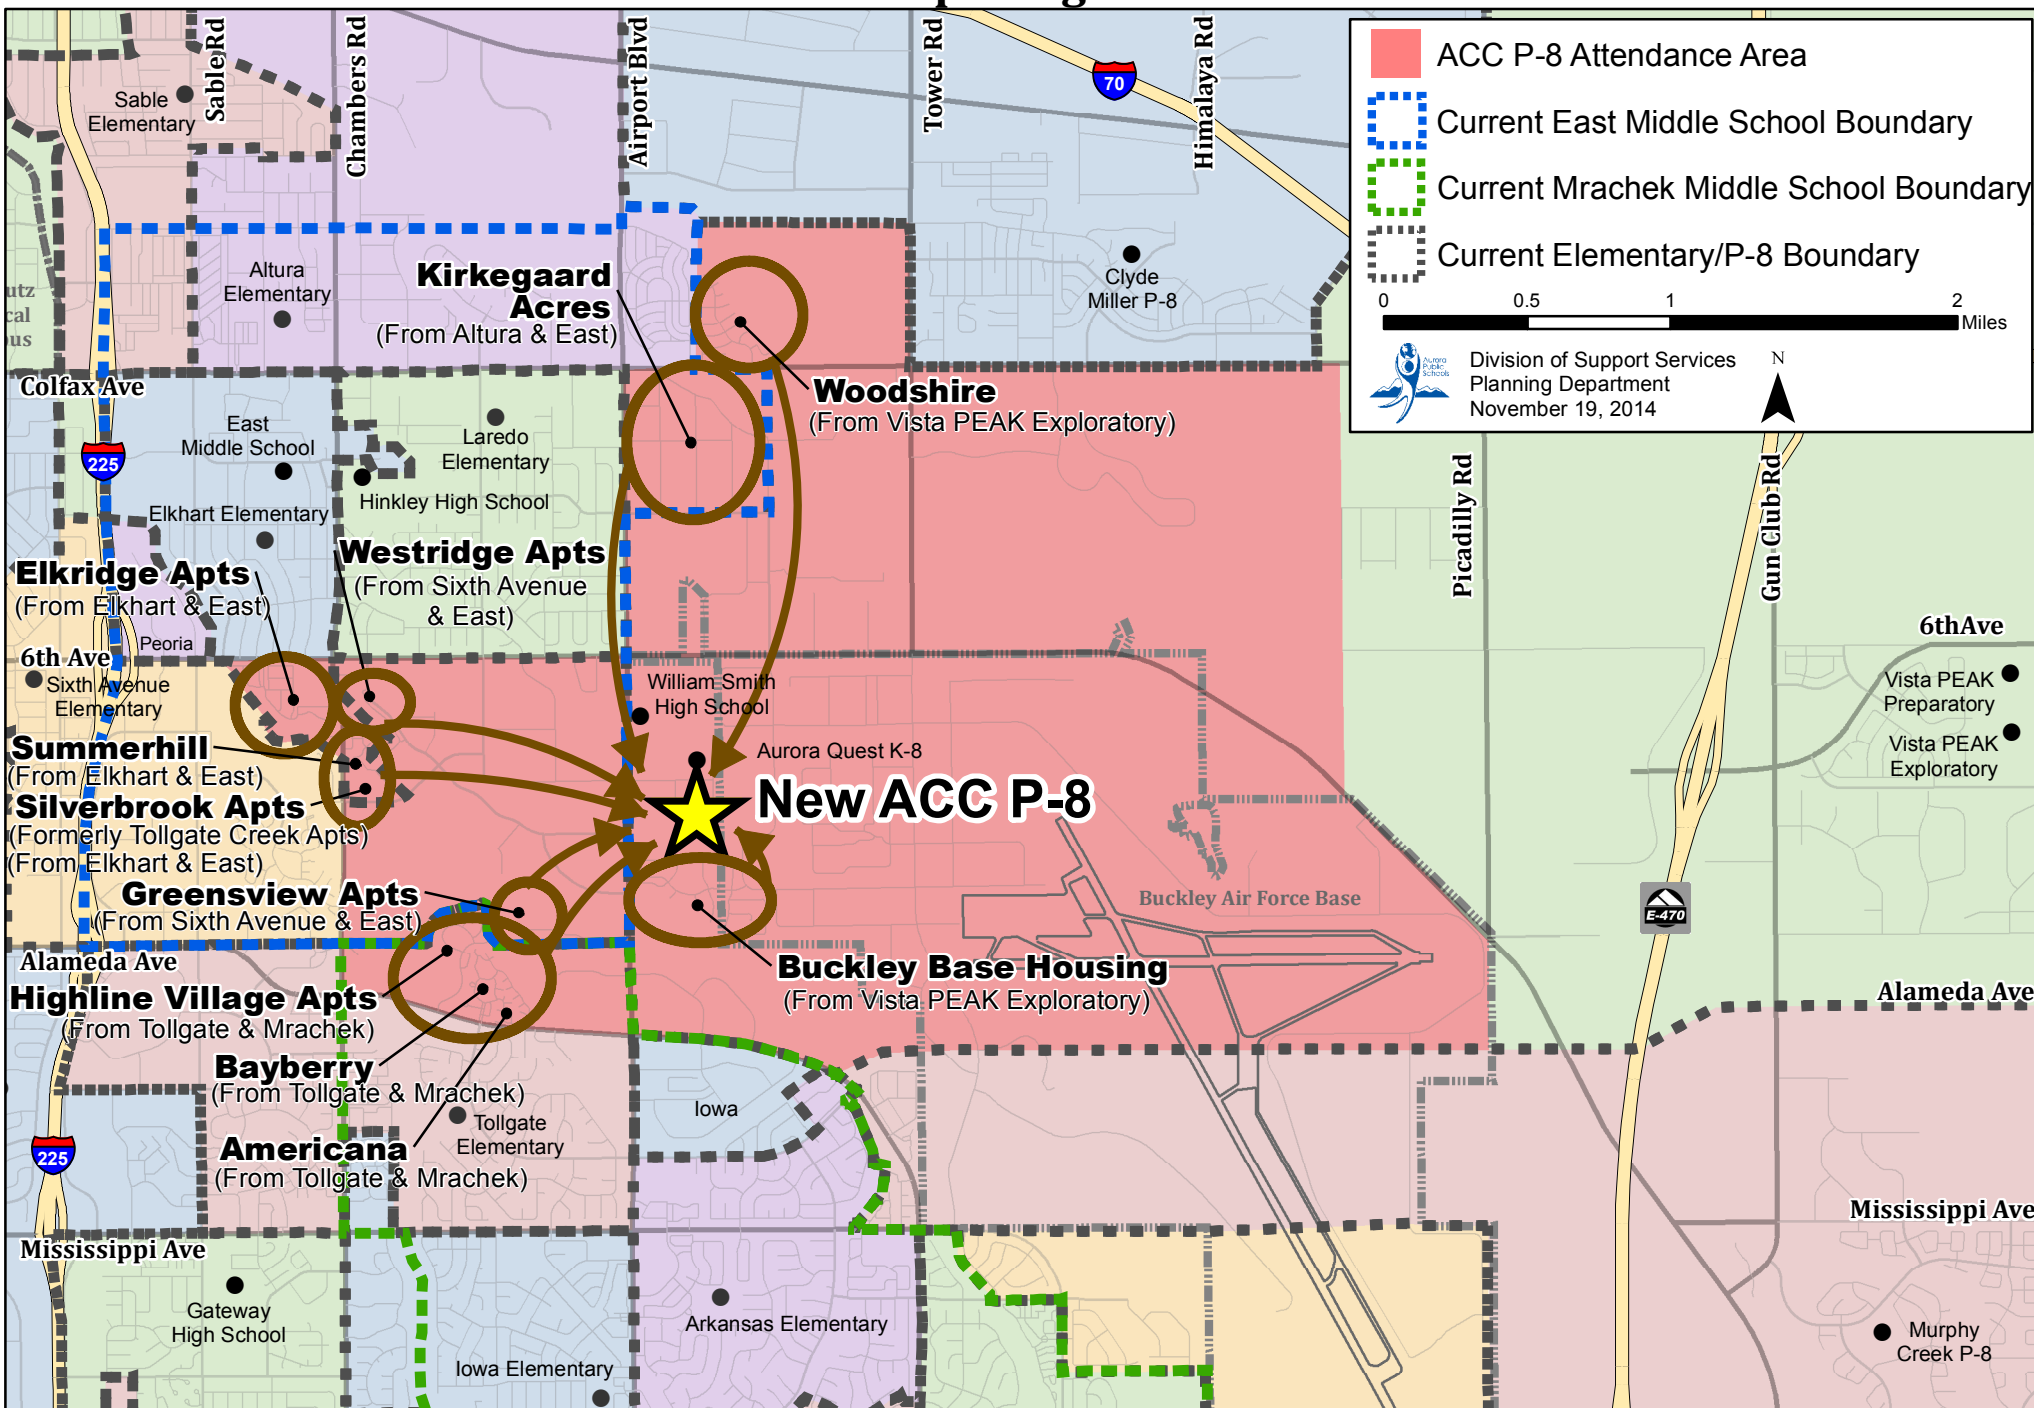 Sable Rd
Chambers Rd
Airport Blvd
Tower Rd
Himalaya Rd
70
ACC P-8 Attendance Area
Current East Middle School Boundary
Current Mrachek Middle School Boundary
Current Elementary/P-8 Boundary
0 0.5 1 2
Miles
Aurora
Public
Schools
Division of Support Services
Planning Department
November 19, 2014
N
Sable
Elementary
Altura
Elementary
Kirkegaard
Acres
(From Altura & East)
Clyde
Miller P-8
Colfax Ave
Woodshire
(From Vista PEAK Exploratory)
East
Middle School
Laredo
Elementary
225
Hinkley High School
Picadilly Rd
Gun Club Rd
Elkhart Elementary
Westridge Apts
(From Sixth Avenue
& East)
Elkridge Apts
(From Elkhart & East)
Peoria
6th Ave
6thAve
Sixth Avenue
Elementary
William Smith
High School
Vista PEAK
Preparatory
Summerhill
(From Elkhart & East)
Aurora Quest K-8
Vista PEAK
Exploratory
Silverbrook Apts
(Formerly Tollgate Creek Apts)
(From Elkhart & East)
New ACC P-8
Greensview Apts
(From Sixth Avenue & East)
Buckley Air Force Base
E-470
Alameda Ave
Buckley Base Housing
(From Vista PEAK Exploratory)
Alameda Ave
Highline Village Apts
(From Tollgate & Mrachek)
Bayberry
(From Tollgate & Mrachek)
Iowa
Tollgate
Elementary
Americana
(From Tollgate & Mrachek)
225
Mississippi Ave
Mississippi Ave
Gateway
High School
Arkansas Elementary
Murphy
Creek P-8
Iowa Elementary